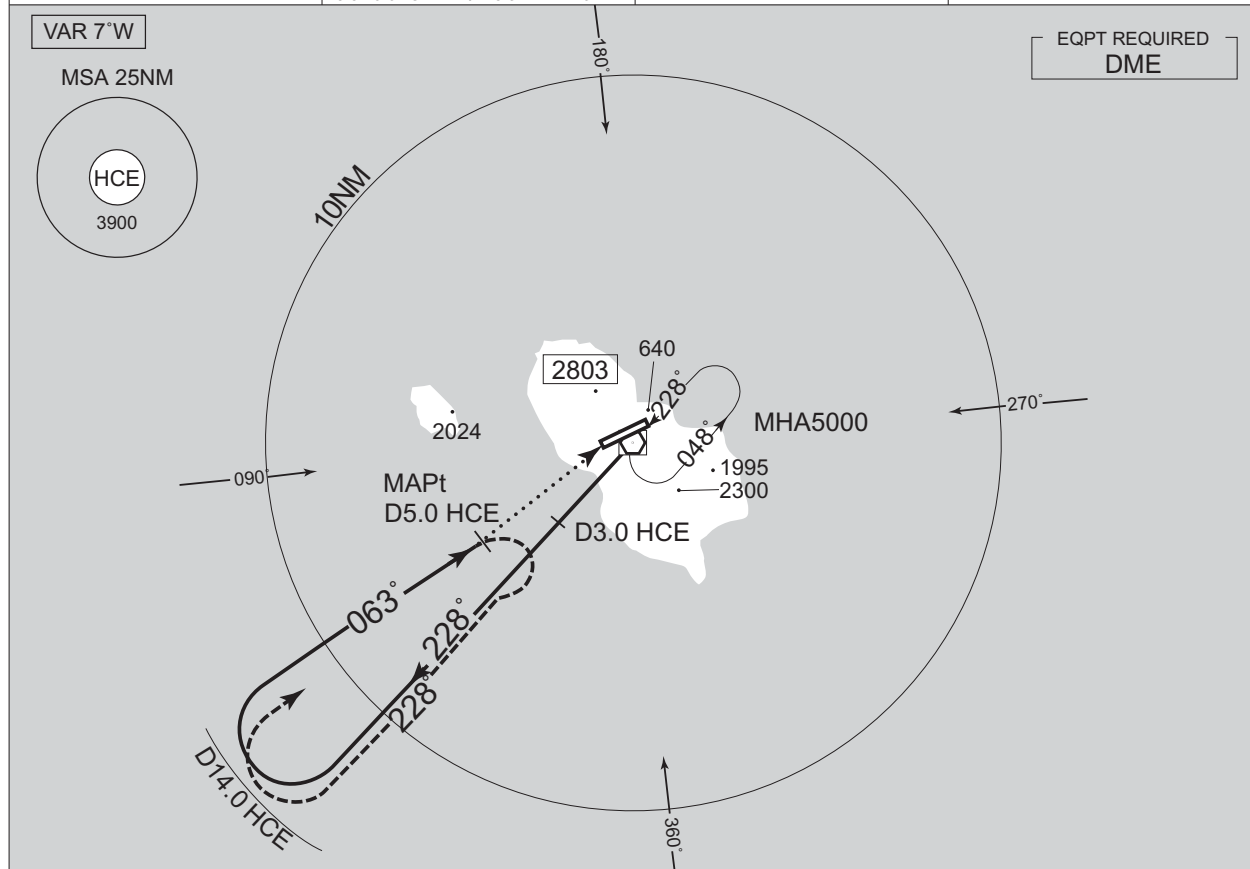 VAR 7˚W
MSA 25NM
HCE
3900
10NM
180˚
EQPT REQUIRED
DME
270˚
640
2803
228˚
048˚
MHA5000
2024
1995
2300
090˚
MAPt
D5.0 HCE
D3.0 HCE
063˚
228˚
228˚
D14.0 HCE
360˚